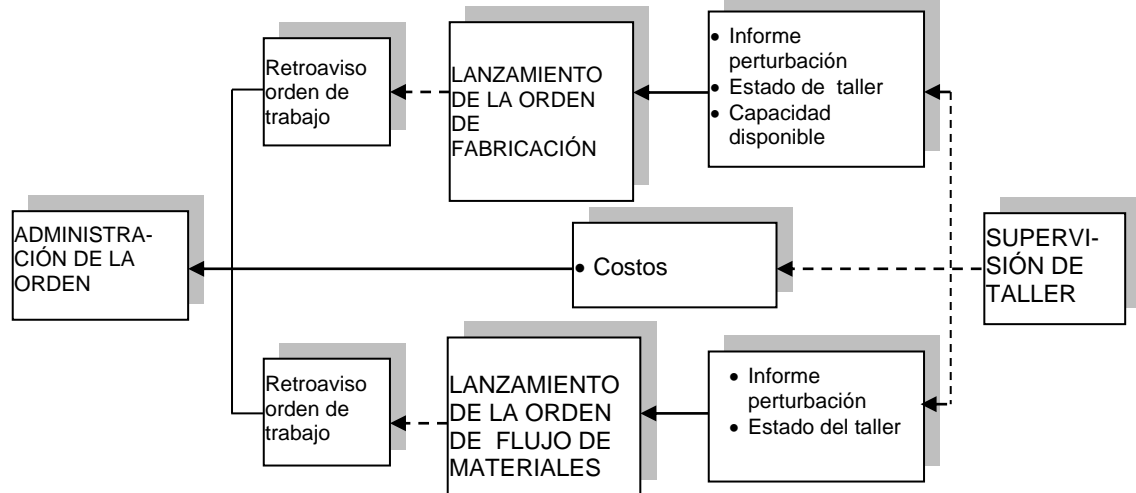 Retroaviso
orden de
trabajo
LANZAMIENTO
DE LA ORDEN
DE
FABRICACIÓN
• Informe
perturbación
• Estado de taller
• Capacidad
disponible
ADMINISTRA-
CIÓN DE LA
ORDEN
• Costos
SUPERVI-
SIÓN DE
TALLER
Retroaviso
orden de
trabajo
LANZAMIENTO
DE LA ORDEN
DE FLUJO DE
MATERIALES
• Informe
perturbación
• Estado del taller